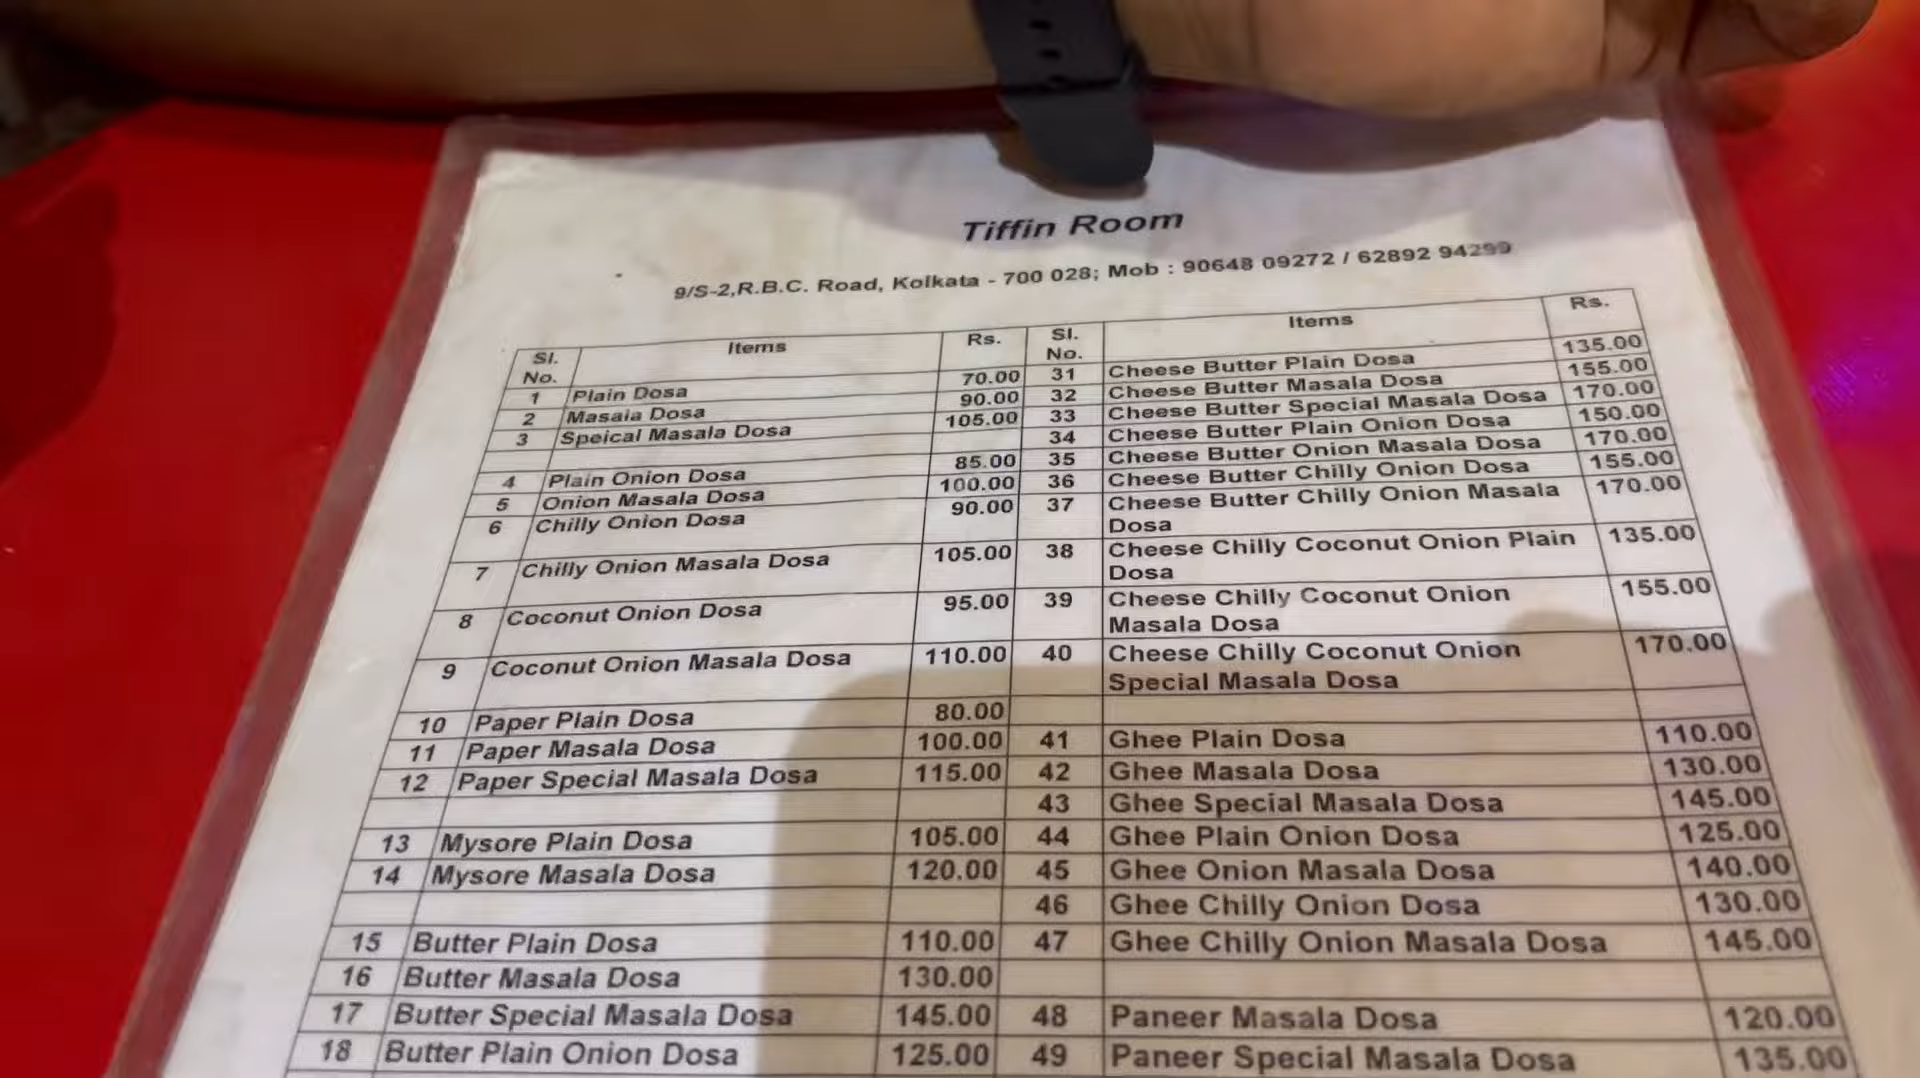 Tiffin Room
9/S-2,R.B.C. Road, Kolkata - 700 028; Mob : 90648 09272 / 62892 94299
Sl. No. Items Rs. Sl. No. Items Rs.
1 Plain Dosa 70.00 31 Cheese Butter Plain Dosa 135.00
2 Masala Dosa 90.00 32 Cheese Butter Masala Dosa 155.00
3 Speical Masala Dosa 105.00 33 Cheese Butter Special Masala Dosa 170.00
34 Cheese Butter Plain Onion Dosa 150.00
4 Plain Onion Dosa 85.00 35 Cheese Butter Onion Masala Dosa 170.00
5 Onion Masala Dosa 100.00 36 Cheese Butter Chilly Onion Dosa 155.00
6 Chilly Onion Dosa 90.00 37 Cheese Butter Chilly Onion Masala Dosa 170.00
7 Chilly Onion Masala Dosa 105.00 38 Cheese Chilly Coconut Onion Plain Dosa 135.00
8 Coconut Onion Dosa 95.00 39 Cheese Chilly Coconut Onion Masala Dosa 155.00
9 Coconut Onion Masala Dosa 110.00 40 Cheese Chilly Coconut Onion Special Masala Dosa 170.00
10 Paper Plain Dosa 80.00
11 Paper Masala Dosa 100.00 41 Ghee Plain Dosa 110.00
12 Paper Special Masala Dosa 115.00 42 Ghee Masala Dosa 130.00
43 Ghee Special Masala Dosa 145.00
13 Mysore Plain Dosa 105.00 44 Ghee Plain Onion Dosa 125.00
14 Mysore Masala Dosa 120.00 45 Ghee Onion Masala Dosa 140.00
46 Ghee Chilly Onion Dosa 130.00
15 Butter Plain Dosa 110.00 47 Ghee Chilly Onion Masala Dosa 145.00
16 Butter Masala Dosa 130.00
17 Butter Special Masala Dosa 145.00 48 Paneer Masala Dosa 120.00
18 Butter Plain Onion Dosa 125.00 49 Paneer Special Masala Dosa 135.00